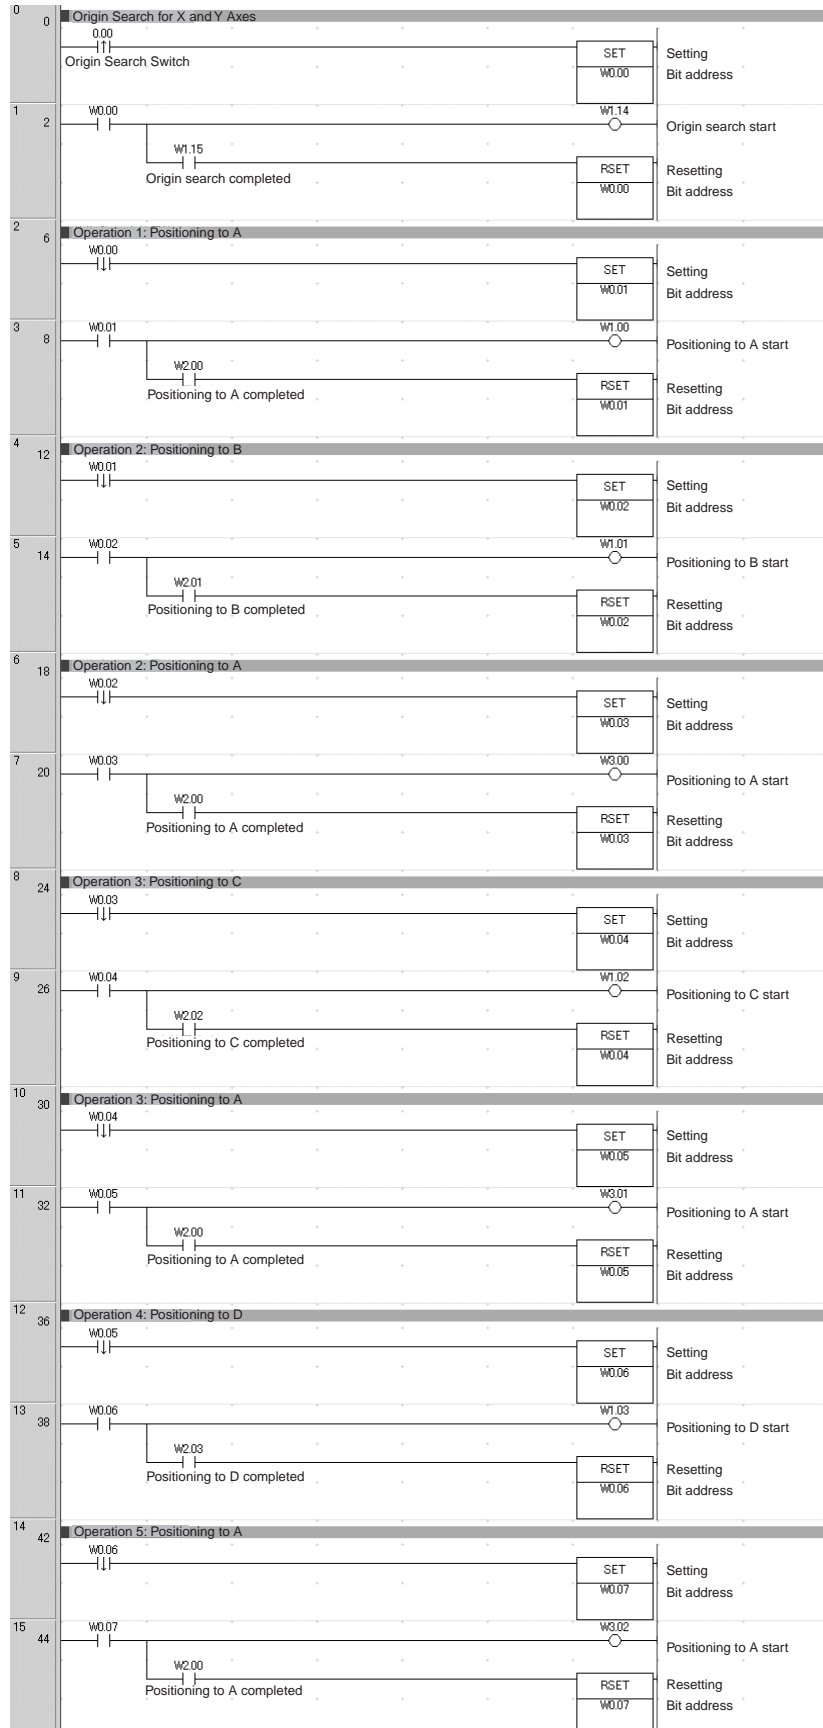 0 0 Origin Search for X and Y Axes
0.00
Origin Search Switch SET Setting
W0.00 Bit address
1 W0.00 W1.14
2 Origin search start
W1.15
Origin search completed RSET Resetting
W0.00 Bit address
2 6 Operation 1: Positioning to A
W0.00
SET Setting
W0.01 Bit address
3 W0.01 W1.00
8 Positioning to A start
W2.00
Positioning to A completed RSET Resetting
W0.01 Bit address
4 12 Operation 2: Positioning to B
W0.01
SET Setting
W0.02 Bit address
5 W0.02 W1.01
14 Positioning to B start
W2.01
Positioning to B completed RSET Resetting
W0.02 Bit address
6 18 Operation 2: Positioning to A
W0.02
SET Setting
W0.03 Bit address
7 W0.03 W3.00
20 Positioning to A start
W2.00
Positioning to A completed RSET Resetting
W0.03 Bit address
8 24 Operation 3: Positioning to C
W0.03
SET Setting
W0.04 Bit address
9 W0.04 W1.02
26 Positioning to C start
W2.02
Positioning to C completed RSET Resetting
W0.04 Bit address
10 30 Operation 3: Positioning to A
W0.04
SET Setting
W0.05 Bit address
11 W0.05 W3.01
32 Positioning to A start
W2.00
Positioning to A completed RSET Resetting
W0.05 Bit address
12 36 Operation 4: Positioning to D
W0.05
SET Setting
W0.06 Bit address
13 W0.06 W1.03
38 Positioning to D start
W2.03
Positioning to D completed RSET Resetting
W0.06 Bit address
14 42 Operation 5: Positioning to A
W0.06
SET Setting
W0.07 Bit address
15 W0.07 W3.02
44 Positioning to A start
W2.00
Positioning to A completed RSET Resetting
W0.07 Bit address